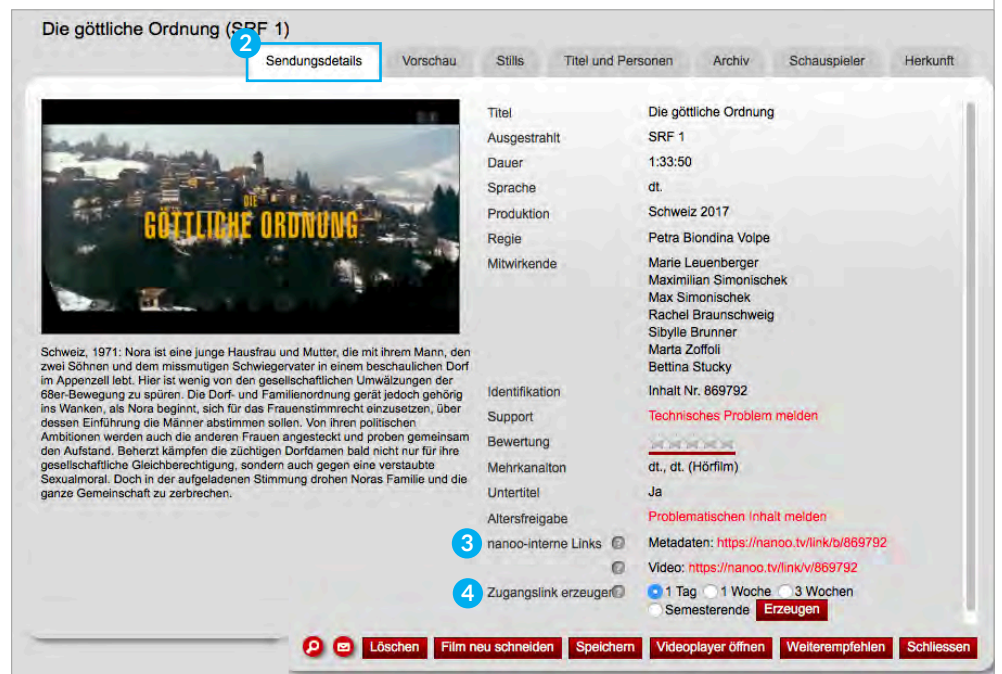 Die göttliche Ordnung (SRF 1)
2
Sendungsdetails Vorschau Stills Titel und Personen Archiv Schauspieler Herkunft
DIE
GÖTTLICHE ORDNUNG
Schweiz, 1971: Nora ist eine junge Hausfrau und Mutter, die mit ihrem Mann, den
zwei Söhnen und dem missmutigen Schwiegervater in einem beschaulichen Dorf
im Appenzell lebt. Hier ist wenig von den gesellschaftlichen Umwälzungen der
68er-Bewegung zu spüren. Die Dorf- und Familienordnung gerät jedoch gehörig
ins Wanken, als Nora beginnt, sich für das Frauenstimmrecht einzusetzen, über
dessen Einführung die Männer abstimmen sollen. Von ihren politischen
Ambitionen werden auch die anderen Frauen angesteckt und proben gemeinsam
den Aufstand. Beherzt kämpfen die züchtigen Dorfdamen bald nicht nur für ihre
gesellschaftliche Gleichberechtigung, sondern auch gegen eine verstaubte
Sexualmoral. Doch in der aufgeladenen Stimmung drohen Noras Familie und die
ganze Gemeinschaft zu zerbrechen.
Titel Die göttliche Ordnung
Ausgestrahlt SRF 1
Dauer 1:33:50
Sprache dt.
Produktion Schweiz 2017
Regie Petra Biondina Volpe
Mitwirkende Marie Leuenberger
Maximilian Simonischek
Max Simonischek
Rachel Braunschweig
Sibylle Brunner
Marta Zoffoli
Bettina Stucky
Identifikation Inhalt Nr. 869792
Support Technisches Problem melden
Bewertung
Mehrkanalton dt., dt. (Hörfilm)
Untertitel Ja
Altersfreigabe Problematischen Inhalt melden
3 nanoo-interne Links ? Metadaten: https://nanoo.tv/link/b/869792
? Video: https://nanoo.tv/link/v/869792
4 Zugangslink erzeugen ? 1 Tag 1 Woche 3 Wochen
Semesterende Erzeugen
Löschen Film neu schneiden Speichern Videoplayer öffnen Weiterempfehlen Schliessen